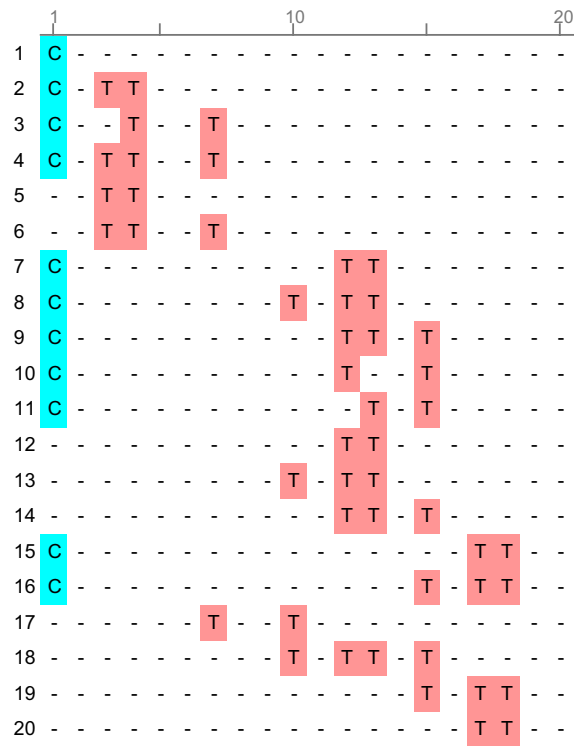 1 10 20
1 C - - - - - - - - - - - - - - - - - - -
2 C - T T - - - - - - - - - - - - - - - -
3 C - - T - - T - - - - - - - - - - - - -
4 C - T T - - T - - - - - - - - - - - - -
5 - - T T - - - - - - - - - - - - - - - -
6 - - T T - - T - - - - - - - - - - - - -
7 C - - - - - - - - - - T T - - - - - - -
8 C - - - - - - - - T - T T - - - - - - -
9 C - - - - - - - - - - T T - T - - - - -
10 C - - - - - - - - - - T - - T - - - - -
11 C - - - - - - - - - - - T - T - - - - -
12 - - - - - - - - - - - T T - - - - - - -
13 - - - - - - - - - T - T T - - - - - - -
14 - - - - - - - - - - - T T - T - - - - -
15 C - - - - - - - - - - - - - - - T T - -
16 C - - - - - - - - - - - - - T - T T - -
17 - - - - - - T - - T - - - - - - - - - -
18 - - - - - - - - - T - T T - T - - - - -
19 - - - - - - - - - - - - - - T - T T - -
20 - - - - - - - - - - - - - - - - T T - -